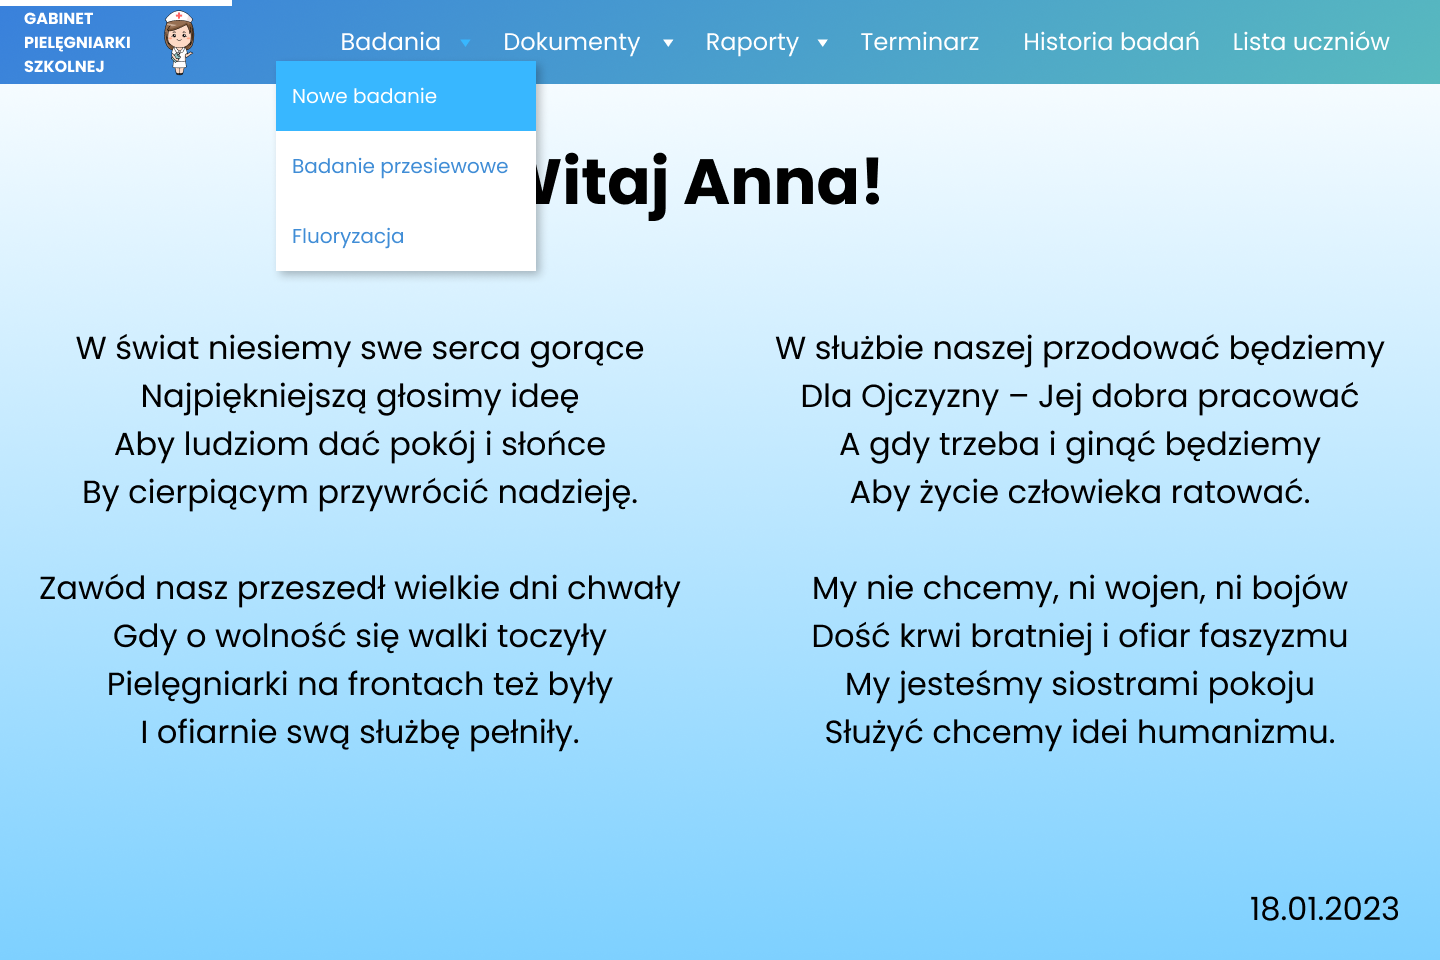 GABINET
PIELĘGNIARKI
SZKOLNEJ
Badania
Dokumenty
Raporty
Terminarz
Historia badań
Lista uczniów
Nowe badanie
Badanie przesiewowe
Fluoryzacja
Witaj Anna!
W świat niesiemy swe serca gorące
Najpiękniejszą głosimy ideę
Aby ludziom dać pokój i słońce
By cierpiącym przywrócić nadzieję.
Zawód nasz przeszedł wielkie dni chwały
Gdy o wolność się walki toczyły
Pielęgniarki na frontach też były
I ofiarnie swą służbę pełniły.
W służbie naszej przodować będziemy
Dla Ojczyzny – Jej dobra pracować
A gdy trzeba i ginąć będziemy
Aby życie człowieka ratować.
My nie chcemy, ni wojen, ni bojów
Dość krwi bratniej i ofiar faszyzmu
My jesteśmy siostrami pokoju
Służyć chcemy idei humanizmu.
18.01.2023